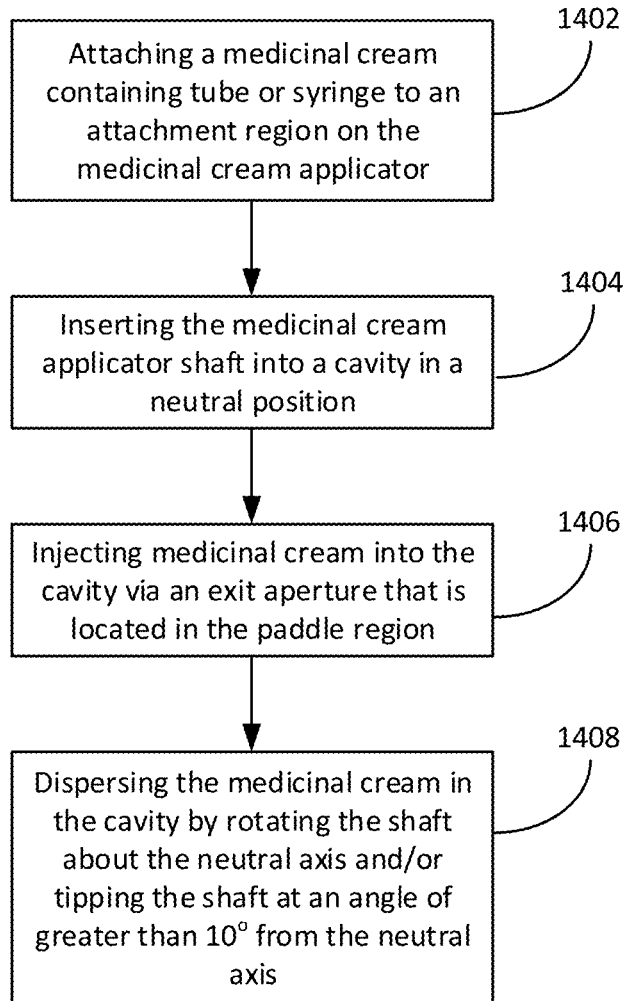 1402
Attaching a medicinal cream
containing tube or syringe to an
attachment region on the
medicinal cream applicator
1404
Inserting the medicinal cream
applicator shaft into a cavity in a
neutral position
1406
Injecting medicinal cream into the
cavity via an exit aperture that is
located in the paddle region
1408
Dispersing the medicinal cream in
the cavity by rotating the shaft
about the neutral axis and/or
tipping the shaft at an angle of
greater than 10° from the neutral
axis